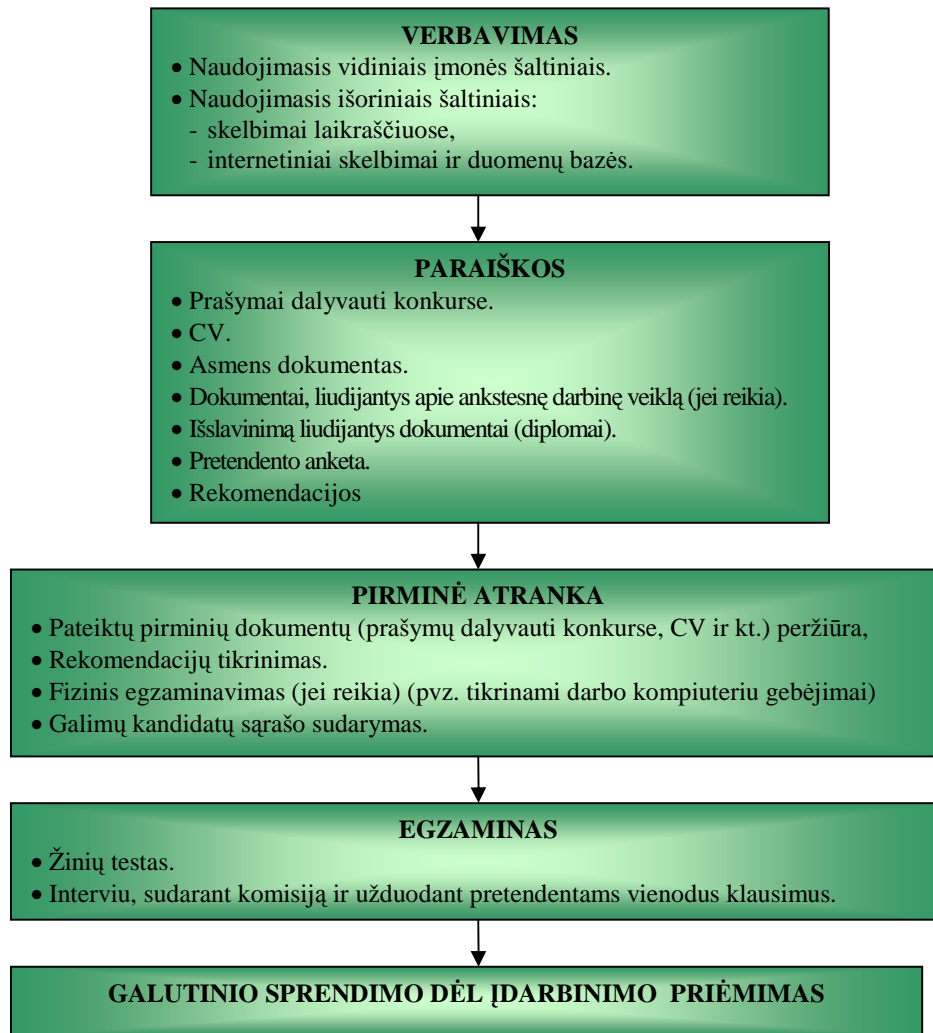 VERBAVIMAS
• Naudojimasis vidiniais įmonės šaltiniais.
• Naudojimasis išoriniais šaltiniais:
- skelbimai laikraščiuose,
- internetiniai skelbimai ir duomenų bazės.
PARAIŠKOS
• Prašymai dalyvauti konkurse.
• CV.
• Asmens dokumentas.
• Dokumentai, liudijantys apie ankstesnę darbinę veiklą (jei reikia).
• Išslavinimą liudijantys dokumentai (diplomai).
• Pretendento anketa.
• Rekomendacijos
PIRMINĖ ATRANKA
• Pateiktų pirminių dokumentų (prašymų dalyvauti konkurse, CV ir kt.) peržiūra,
• Rekomendacijų tikrinimas.
• Fizinis egzaminavimas (jei reikia) (pvz. tikrinami darbo kompiuteriu gebėjimai)
• Galimų kandidatų sąrašo sudarymas.
EGZAMINAS
• Žinių testas.
• Interviu, sudarant komisiją ir užduodant pretendentams vienodus klausimus.
GALUTINIO SPRENDIMO DĖL ĮDARBINIMO PRIĖMIMAS